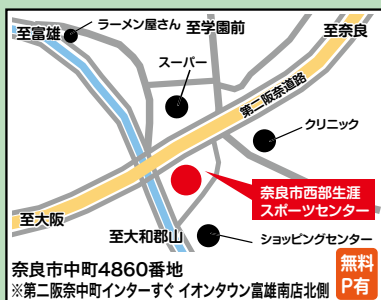 ラーメン屋さん
至富雄
至学園前
至奈良
スーパー
第二阪奈道路
クリニック
奈良市西部生涯
スポーツセンター
至大阪
至大和郡山
ショッピングセンター
奈良市中町4860番地
※第二阪奈中町インターすぐ イオンタウン富雄南店北側
無料
P有